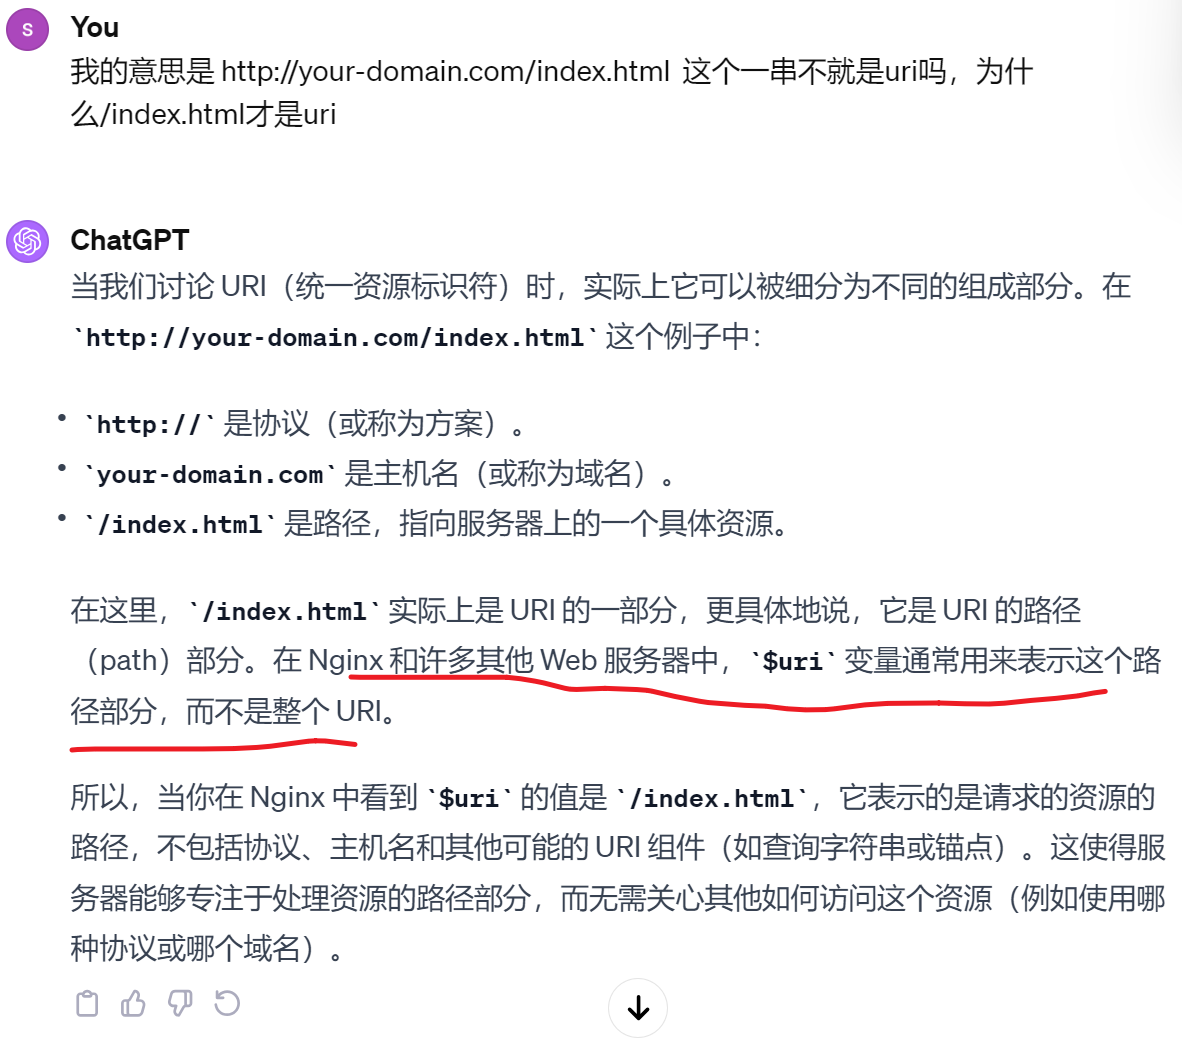 S
You
我的意思是 http://your-domain.com/index.html  这个一串不就是uri吗，为什
么/index.html才是uri
ChatGPT
当我们讨论 URI（统一资源标识符）时，实际上它可以被细分为不同的组成部分。在
`http://your-domain.com/index.html` 这个例子中：
• `http://` 是协议（或称为方案）。
• `your-domain.com` 是主机名（或称为域名）。
• `/index.html` 是路径，指向服务器上的一个具体资源。
在这里，`/index.html` 实际上是 URI 的一部分，更具体地说，它是 URI 的路径
（path）部分。在 Nginx 和许多其他 Web 服务器中，`$uri` 变量通常用来表示这个路
径部分，而不是整个 URI。
所以，当你在 Nginx 中看到 `$uri` 的值是 `/index.html`，它表示的是请求的资源的
路径，不包括协议、主机名和其他可能的 URI 组件（如查询字符串或锚点）。这使得服
务器能够专注于处理资源的路径部分，而无需关心其他如何访问这个资源（例如使用哪
种协议或哪个域名）。